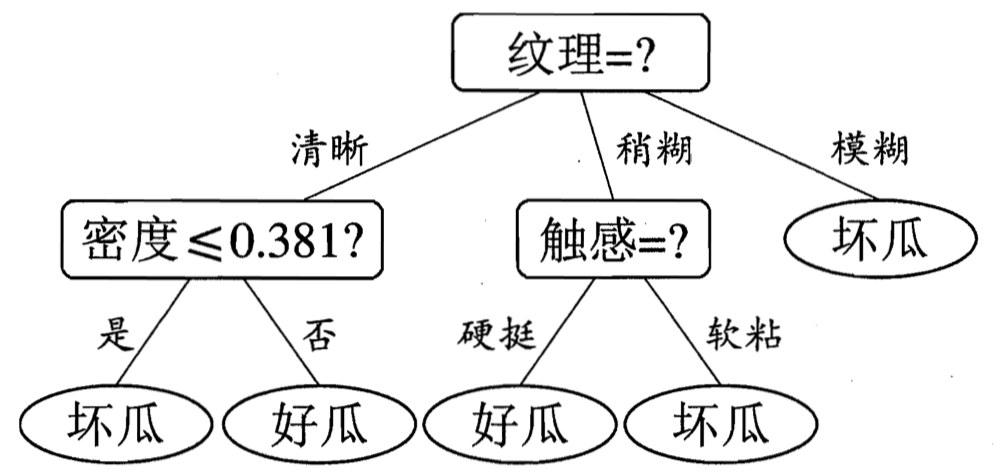 纹理=?
清晰 稍糊 模糊
密度≤0.381? 触感=? 坏瓜
是 否 硬挺 软粘
坏瓜 好瓜 好瓜 坏瓜